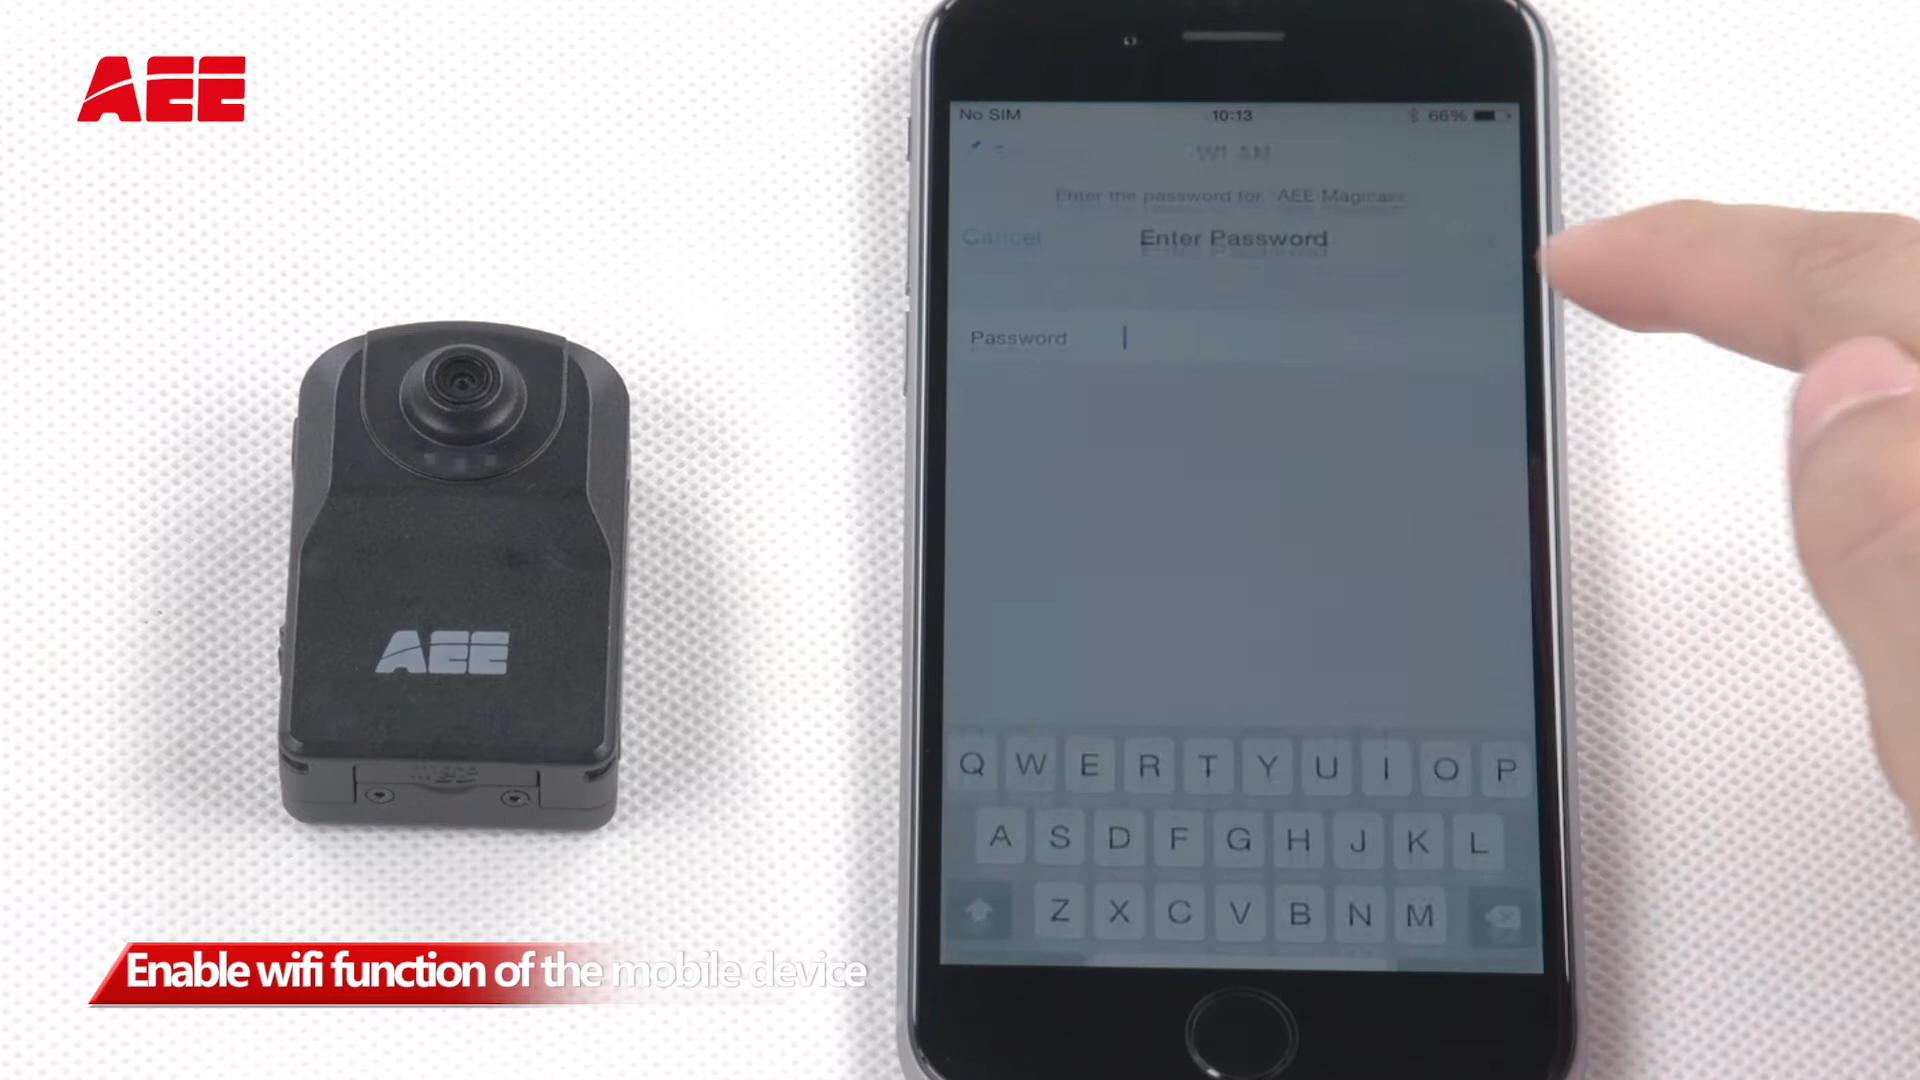 AEE
No SIM 10:13 66%
WLAN
Enter the password for "AEE Magicam
Cancel Enter Password
Password
Q W E R T Y U I O P
A S D F G H J K L
Z X C V B N M
AEE
Enable wifi function of the mobile device